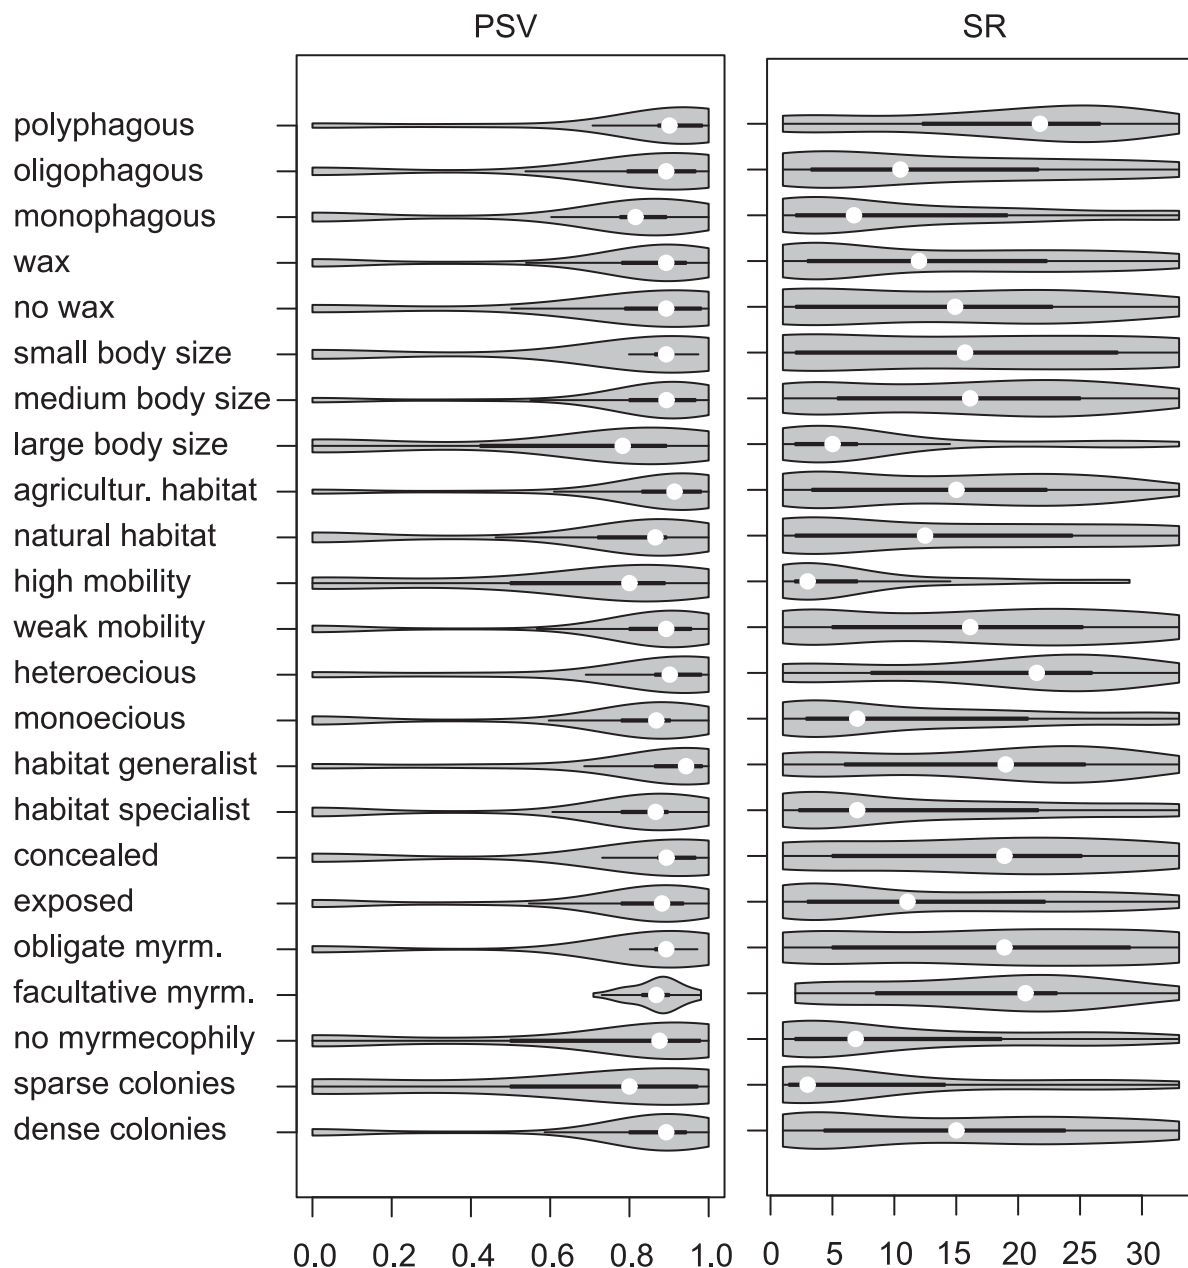 PSV SR
polyphagous
oligophagous
monophagous
wax
no wax
small body size
medium body size
large body size
agricultur. habitat
natural habitat
high mobility
weak mobility
heteroecious
monoecious
habitat generalist
habitat specialist
concealed
exposed
obligate myrm.
facultative myrm.
no myrmecophily
sparse colonies
dense colonies
0.0 0.2 0.4 0.6 0.8 1.0 0 5 10 15 20 25 30